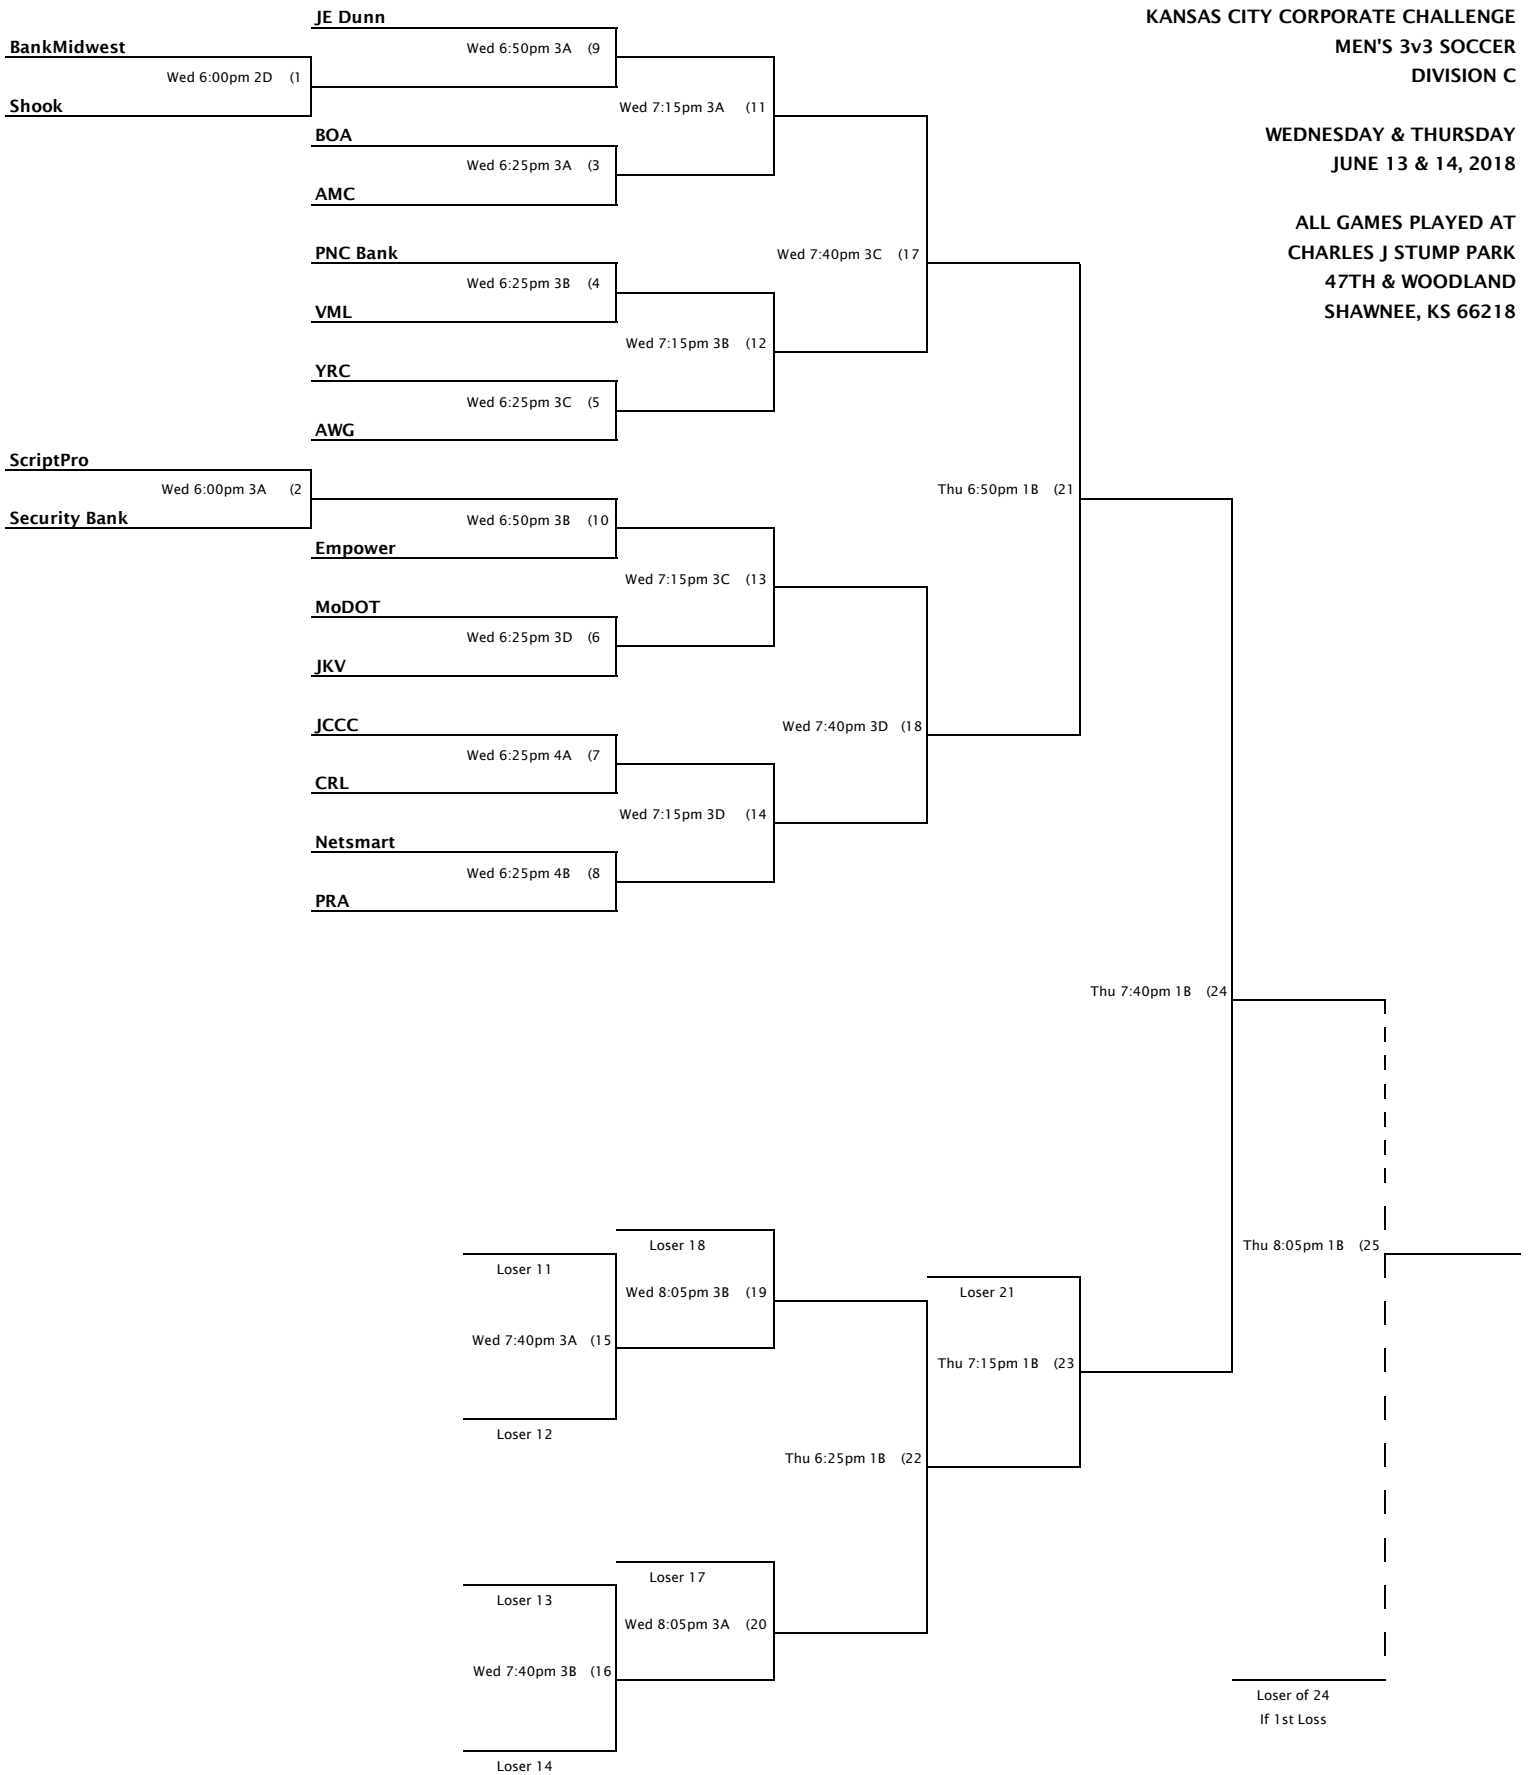 KANSAS CITY CORPORATE CHALLENGE
MEN'S 3v3 SOCCER
DIVISION C
WEDNESDAY & THURSDAY
JUNE 13 & 14, 2018
ALL GAMES PLAYED AT
CHARLES J STUMP PARK
47TH & WOODLAND
SHAWNEE, KS 66218
JE Dunn
BankMidwest
Wed 6:50pm 3A (9
Wed 6:00pm 2D (1
Shook
Wed 7:15pm 3A (11
BOA
Wed 6:25pm 3A (3
AMC
PNC Bank
Wed 7:40pm 3C (17
Wed 6:25pm 3B (4
VML
Wed 7:15pm 3B (12
YRC
Wed 6:25pm 3C (5
AWG
ScriptPro
Wed 6:00pm 3A (2
Thu 6:50pm 1B (21
Security Bank
Wed 6:50pm 3B (10
Empower
Wed 7:15pm 3C (13
MoDOT
Wed 6:25pm 3D (6
JKV
JCCC
Wed 7:40pm 3D (18
Wed 6:25pm 4A (7
CRL
Wed 7:15pm 3D (14
Netsmart
Wed 6:25pm 4B (8
PRA
Thu 7:40pm 1B (24
Loser 18
Thu 8:05pm 1B (25
Loser 11
Wed 8:05pm 3B (19
Loser 21
Wed 7:40pm 3A (15
Thu 7:15pm 1B (23
Loser 12
Thu 6:25pm 1B (22
Loser 17
Loser 13
Wed 8:05pm 3A (20
Wed 7:40pm 3B (16
Loser of 24
If 1st Loss
Loser 14